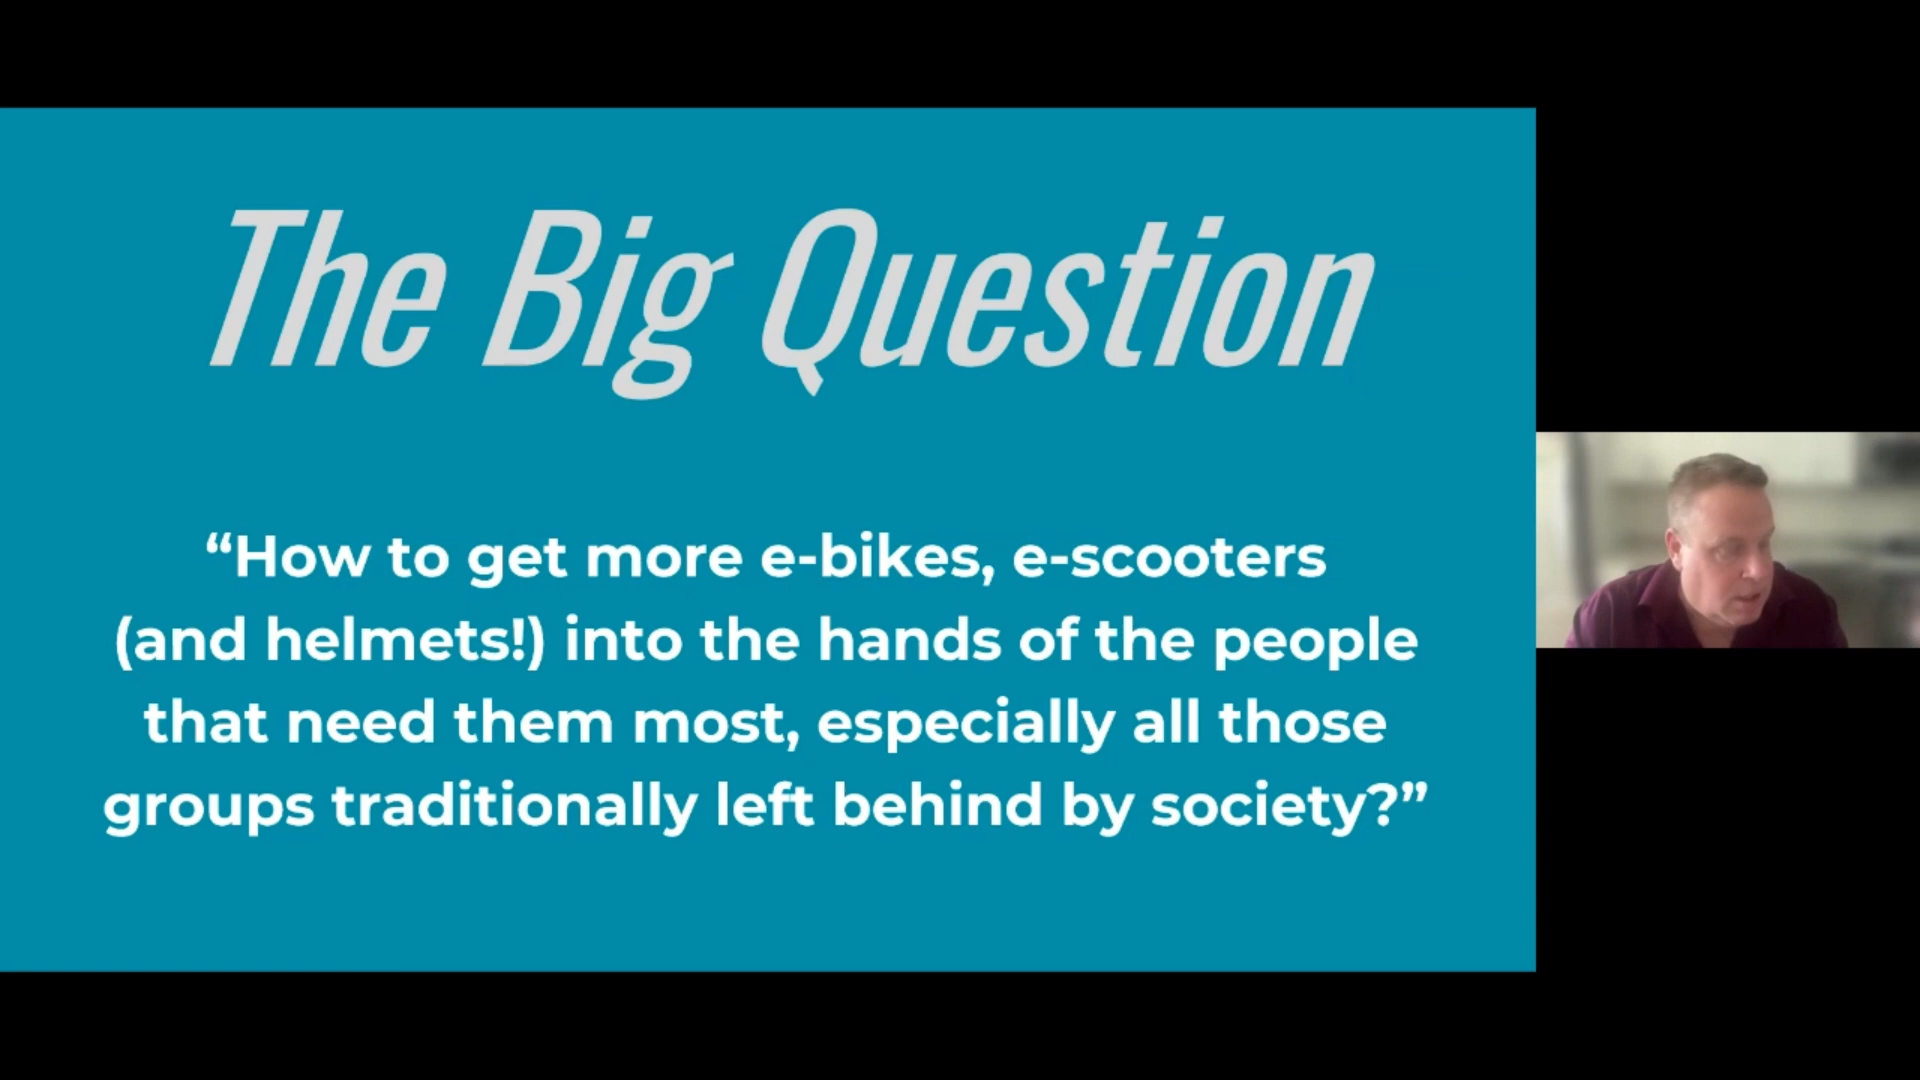 The Big Question
“How to get more e-bikes, e-scooters
(and helmets!) into the hands of the people
that need them most, especially all those
groups traditionally left behind by society?”